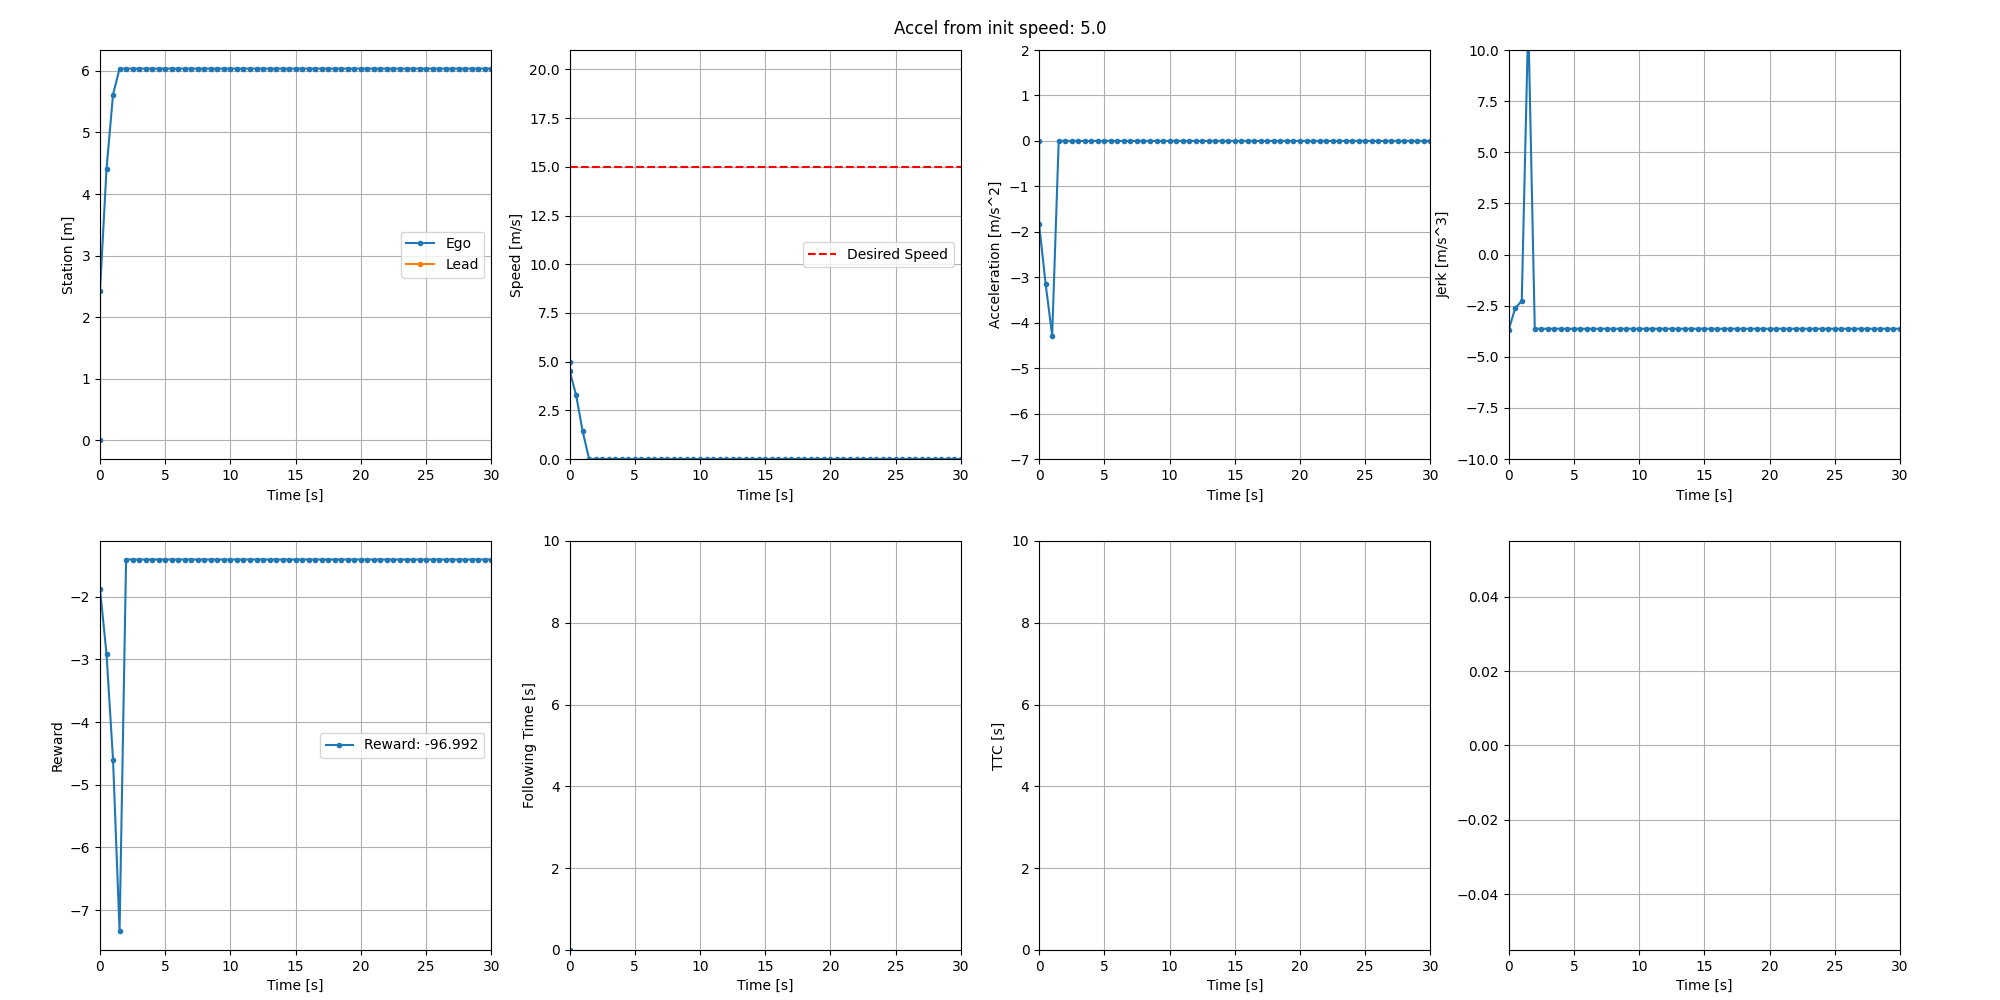 Accel from init speed: 5.0
Station [m]
6
5
4
3
2
1
0
0 5 10 15 20 25 30
Time [s]
Ego
Lead
Speed [m/s]
20.0
17.5
15.0
12.5
10.0
7.5
5.0
2.5
0.0
0 5 10 15 20 25 30
Time [s]
Desired Speed
Acceleration [m/s^2]
2
1
0
−1
−2
−3
−4
−5
−6
−7
0 5 10 15 20 25 30
Time [s]
Jerk [m/s^3]
10.0
7.5
5.0
2.5
0.0
−2.5
−5.0
−7.5
−10.0
0 5 10 15 20 25 30
Time [s]
Reward
−2
−3
−4
−5
−6
−7
0 5 10 15 20 25 30
Time [s]
Reward: -96.992
Following Time [s]
10
8
6
4
2
0
0 5 10 15 20 25 30
Time [s]
TTC [s]
10
8
6
4
2
0
0 5 10 15 20 25 30
Time [s]
0.04
0.02
0.00
−0.02
−0.04
0 5 10 15 20 25 30
Time [s]